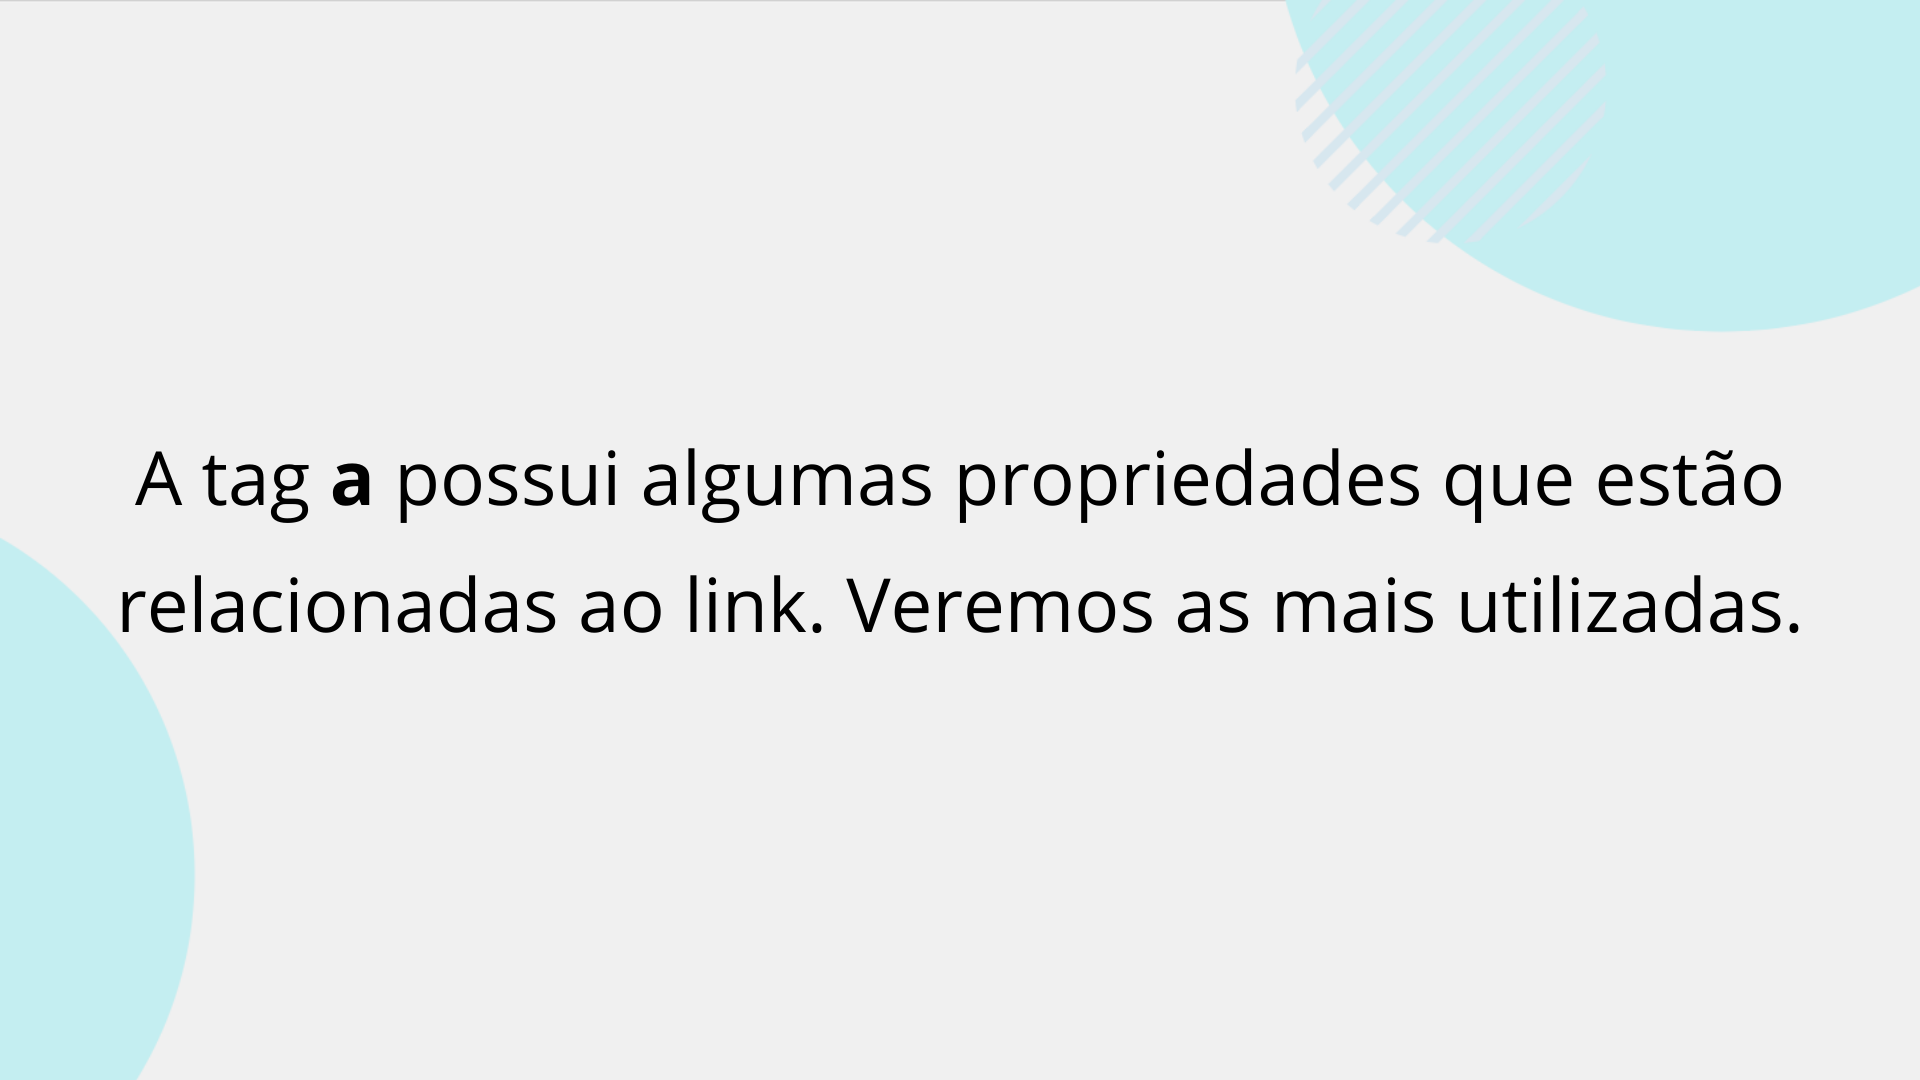 A tag a possui algumas propriedades que estão
relacionadas ao link. Veremos as mais utilizadas.